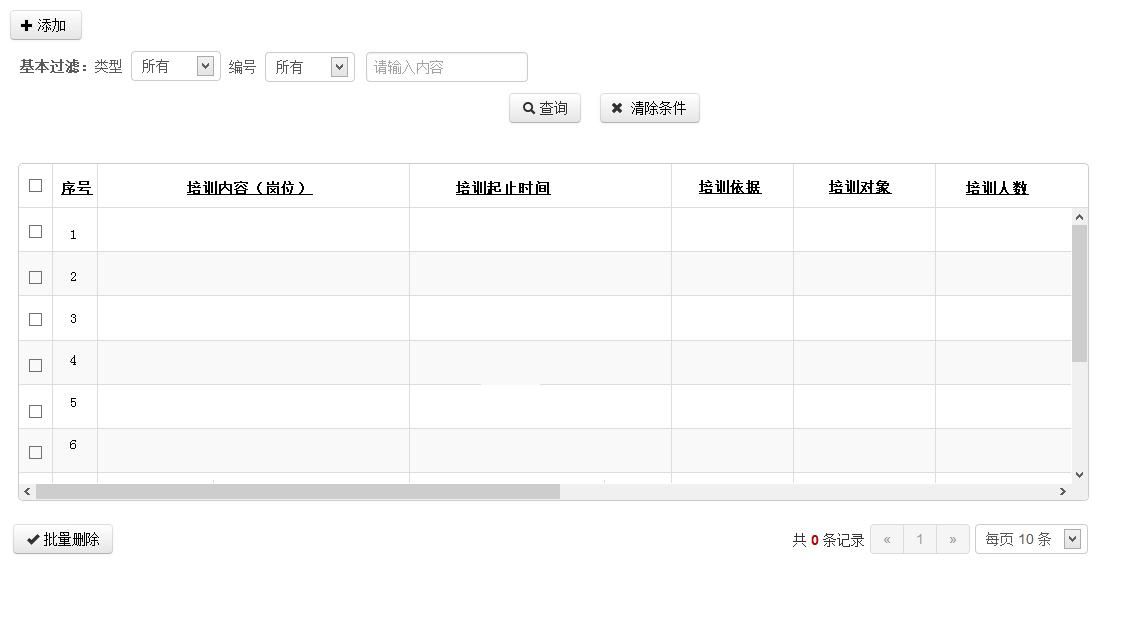 添加
基本过滤：类型 所有 编号 所有 请输入内容
查询 清除条件
序号 培训内容（岗位） 培训起止时间 培训依据 培训对象 培训人数
1
2
3
4
5
6
批量删除 共 0 条记录 « 1 » 每页 10 条